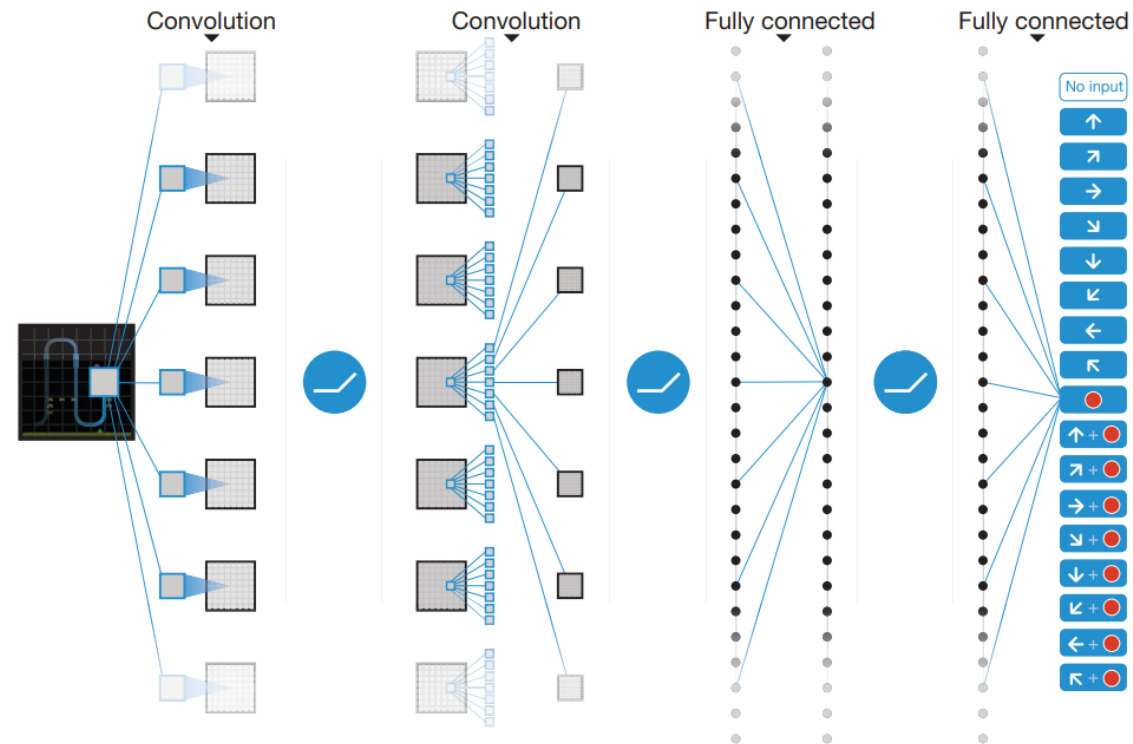 Convolution
Convolution
Fully connected
Fully connected
No input
+
+
+
+
+
+
+
+